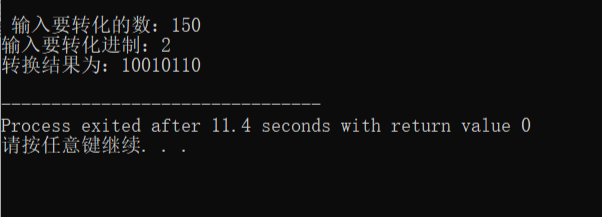 输入要转化的数：150
输入要转化进制：2
转换结果为：10010110
--------------------------------
Process exited after 11.4 seconds with return value 0
请按任意键继续. . .